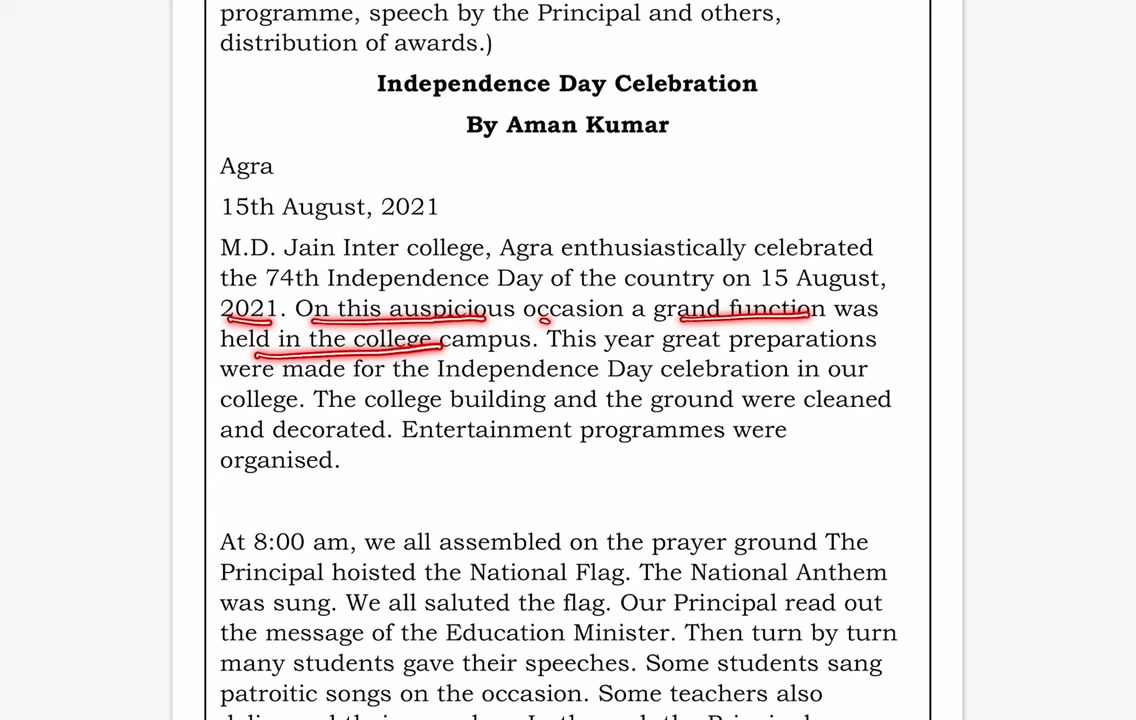 programme, speech by the Principal and others,
distribution of awards.)
Independence Day Celebration
By Aman Kumar
Agra
15th August, 2021
M.D. Jain Inter college, Agra enthusiastically celebrated
the 74th Independence Day of the country on 15 August,
2021. On this auspicious occasion a grand function was
held in the college campus. This year great preparations
were made for the Independence Day celebration in our
college. The college building and the ground were cleaned
and decorated. Entertainment programmes were
organised.
At 8:00 am, we all assembled on the prayer ground The
Principal hoisted the National Flag. The National Anthem
was sung. We all saluted the flag. Our Principal read out
the message of the Education Minister. Then turn by turn
many students gave their speeches. Some students sang
patroitic songs on the occasion. Some teachers also